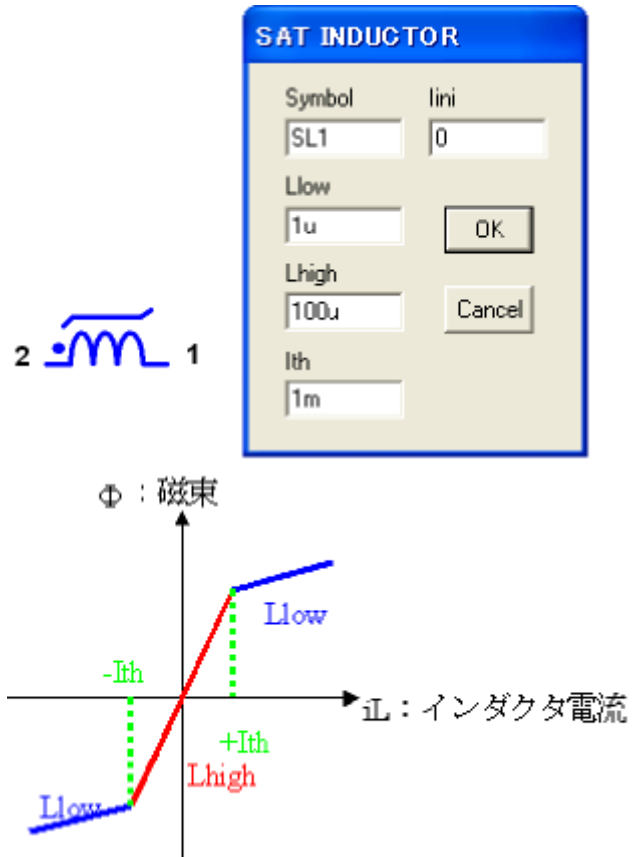 SAT INDUCTOR
Symbol
Iini
SL1
0
Llow
1u
OK
Lhigh
100u
Cancel
Ith
1m
2
1
Φ：磁束
Llow
-Ith
iL：インダクタ電流
+Ith
Lhigh
Llow